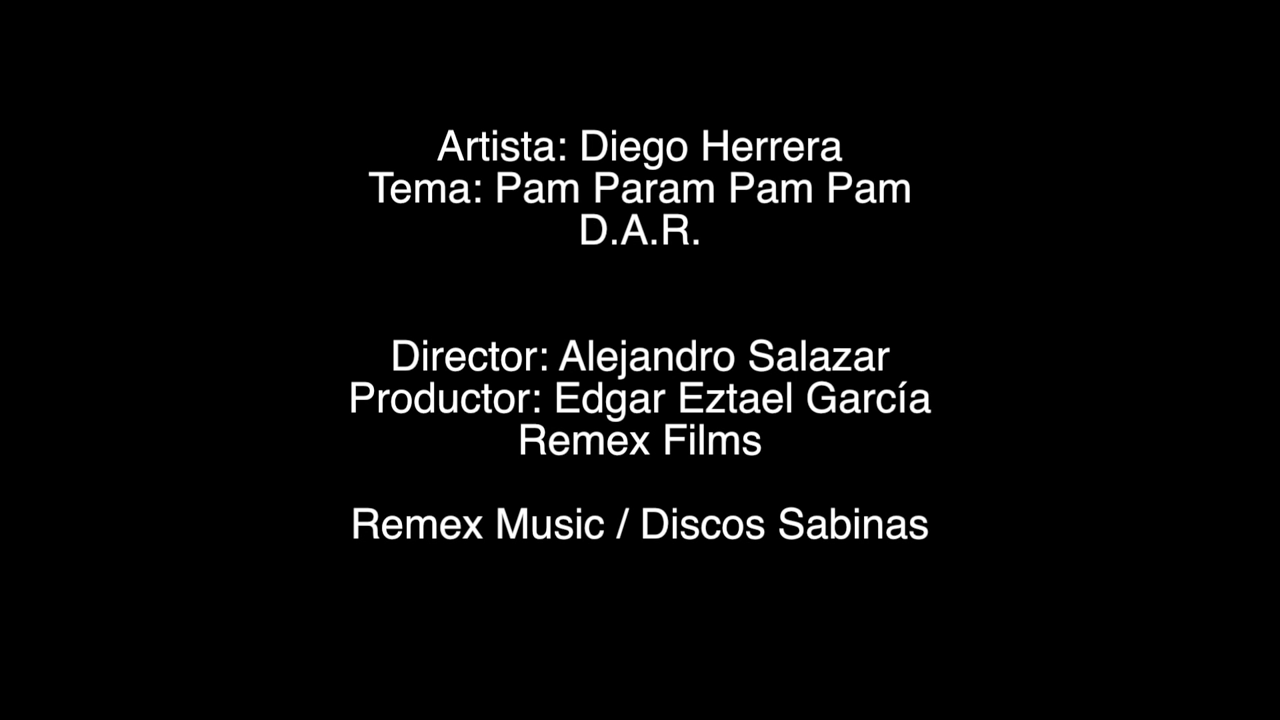 Artista: Diego Herrera
Tema: Pam Param Pam Pam
D.A.R.
Director: Alejandro Salazar
Productor: Edgar Eztael García
Remex Films
Remex Music / Discos Sabinas